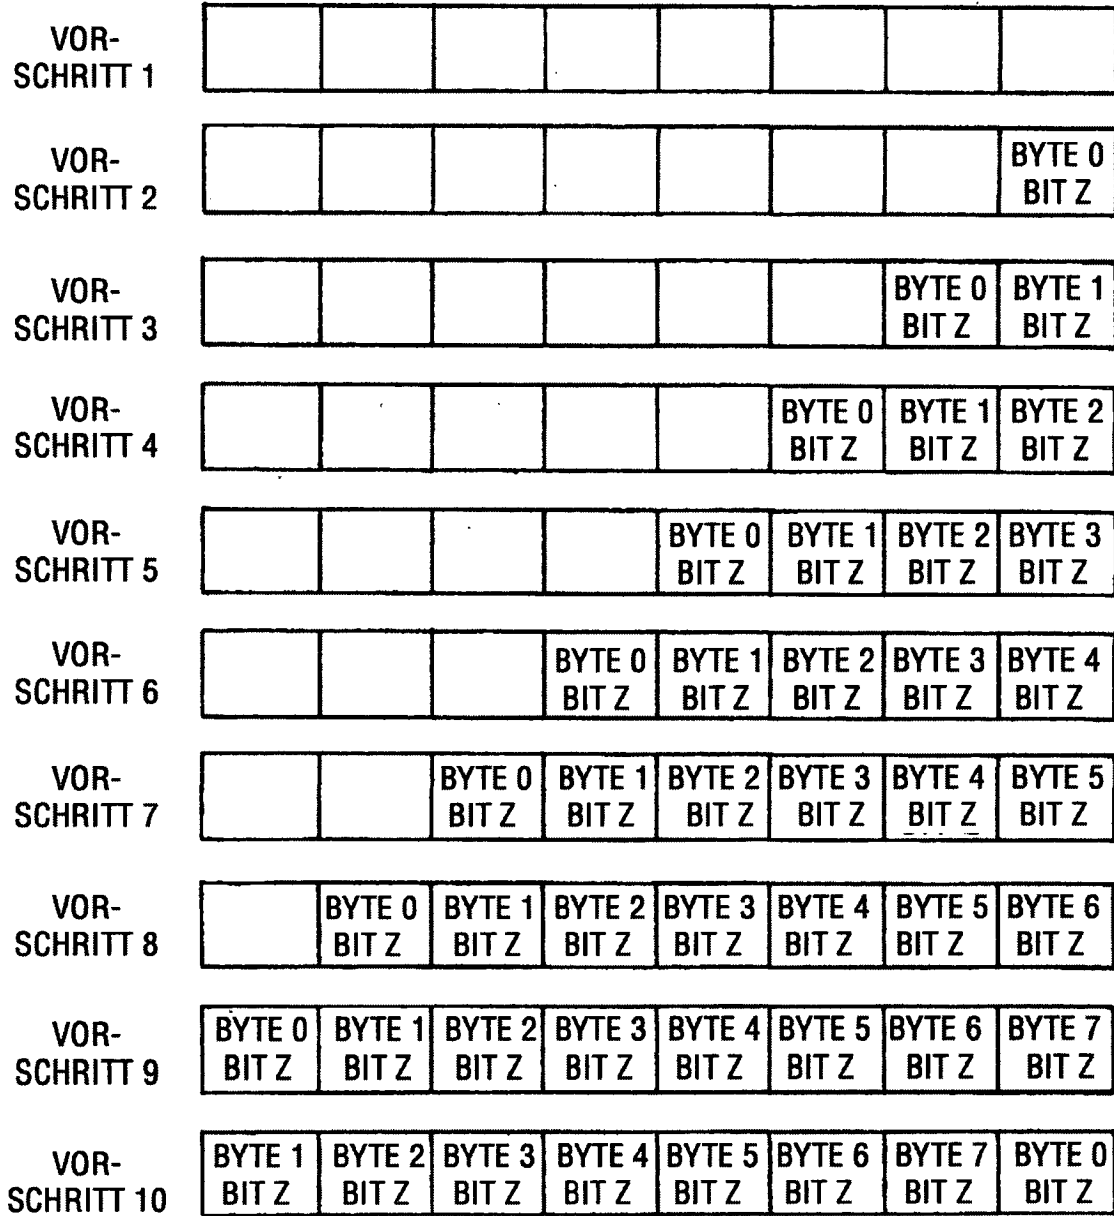 VOR-
SCHRITT 1
VOR-
SCHRITT 2
BYTE 0
BIT Z
VOR-
SCHRITT 3
BYTE 0 BYTE 1
BIT Z BIT Z
VOR-
SCHRITT 4
BYTE 0 BYTE 1 BYTE 2
BIT Z BIT Z BIT Z
VOR-
SCHRITT 5
BYTE 0 BYTE 1 BYTE 2 BYTE 3
BIT Z BIT Z BIT Z BIT Z
VOR-
SCHRITT 6
BYTE 0 BYTE 1 BYTE 2 BYTE 3 BYTE 4
BIT Z BIT Z BIT Z BIT Z BIT Z
VOR-
SCHRITT 7
BYTE 0 BYTE 1 BYTE 2 BYTE 3 BYTE 4 BYTE 5
BIT Z BIT Z BIT Z BIT Z BIT Z BIT Z
VOR-
SCHRITT 8
BYTE 0 BYTE 1 BYTE 2 BYTE 3 BYTE 4 BYTE 5 BYTE 6
BIT Z BIT Z BIT Z BIT Z BIT Z BIT Z BIT Z
VOR-
SCHRITT 9
BYTE 0 BYTE 1 BYTE 2 BYTE 3 BYTE 4 BYTE 5 BYTE 6 BYTE 7
BIT Z BIT Z BIT Z BIT Z BIT Z BIT Z BIT Z BIT Z
VOR-
SCHRITT 10
BYTE 1 BYTE 2 BYTE 3 BYTE 4 BYTE 5 BYTE 6 BYTE 7 BYTE 0
BIT Z BIT Z BIT Z BIT Z BIT Z BIT Z BIT Z BIT Z